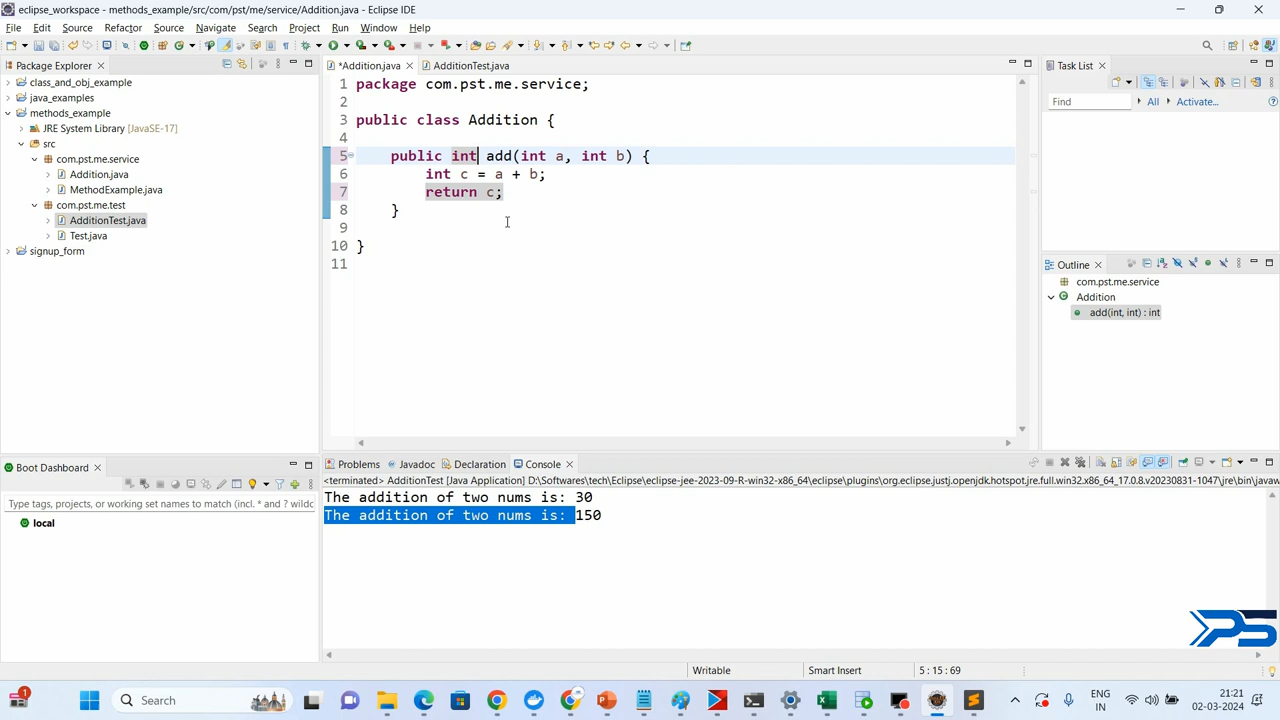 eclipse_workspace - methods_example/src/com/pst/me/service/Addition.java - Eclipse IDE
File Edit Source Refactor Source Navigate Search Project Run Window Help
Package Explorer
class_and_obj_example
java_examples
methods_example
JRE System Library [JavaSE-17]
src
com.pst.me.service
Addition.java
MethodExample.java
com.pst.me.test
AdditionTest.java
Test.java
signup_form
*Addition.java AdditionTest.java
1 package com.pst.me.service;
2
3 public class Addition {
4
5 public int add(int a, int b) {
6 int c = a + b;
7 return c;
8 }
9
10 }
11
Task List
Find All Activate...
Outline
com.pst.me.service
Addition
add(int, int) : int
Boot Dashboard
Type tags, projects, or working set names to match (incl. * and ? wildc
local
Problems Javadoc Declaration Console
<terminated> AdditionTest [Java Application] D:\Softwares\tech\Eclipse\eclipse-jee-2023-09-R-win32-x86_64\eclipse\plugins\org.eclipse.justj.openjdk.hotspot.jre.full.win32.x86_64_17.0.8.v20230831-1047\jre\bin\javaw
The addition of two nums is: 30
The addition of two nums is: 150
PS
Writable Smart Insert 5 : 15 : 69
1
Search
ENG
IN
21:21
02-03-2024